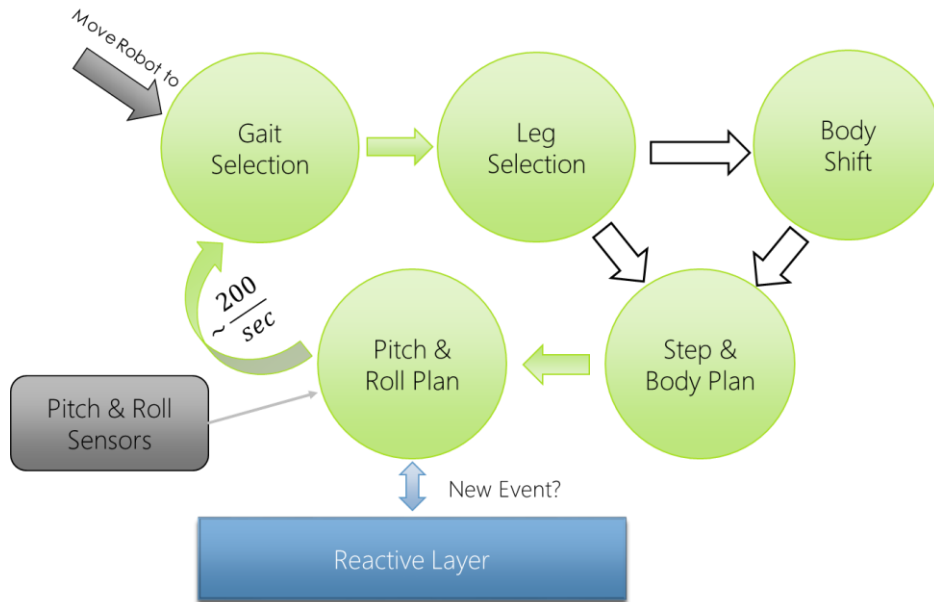 Move Robot to
Gait
Selection
Leg
Selection
Body
Shift
~ 200/sec
Pitch &
Roll Plan
Step &
Body Plan
Pitch & Roll
Sensors
New Event?
Reactive Layer